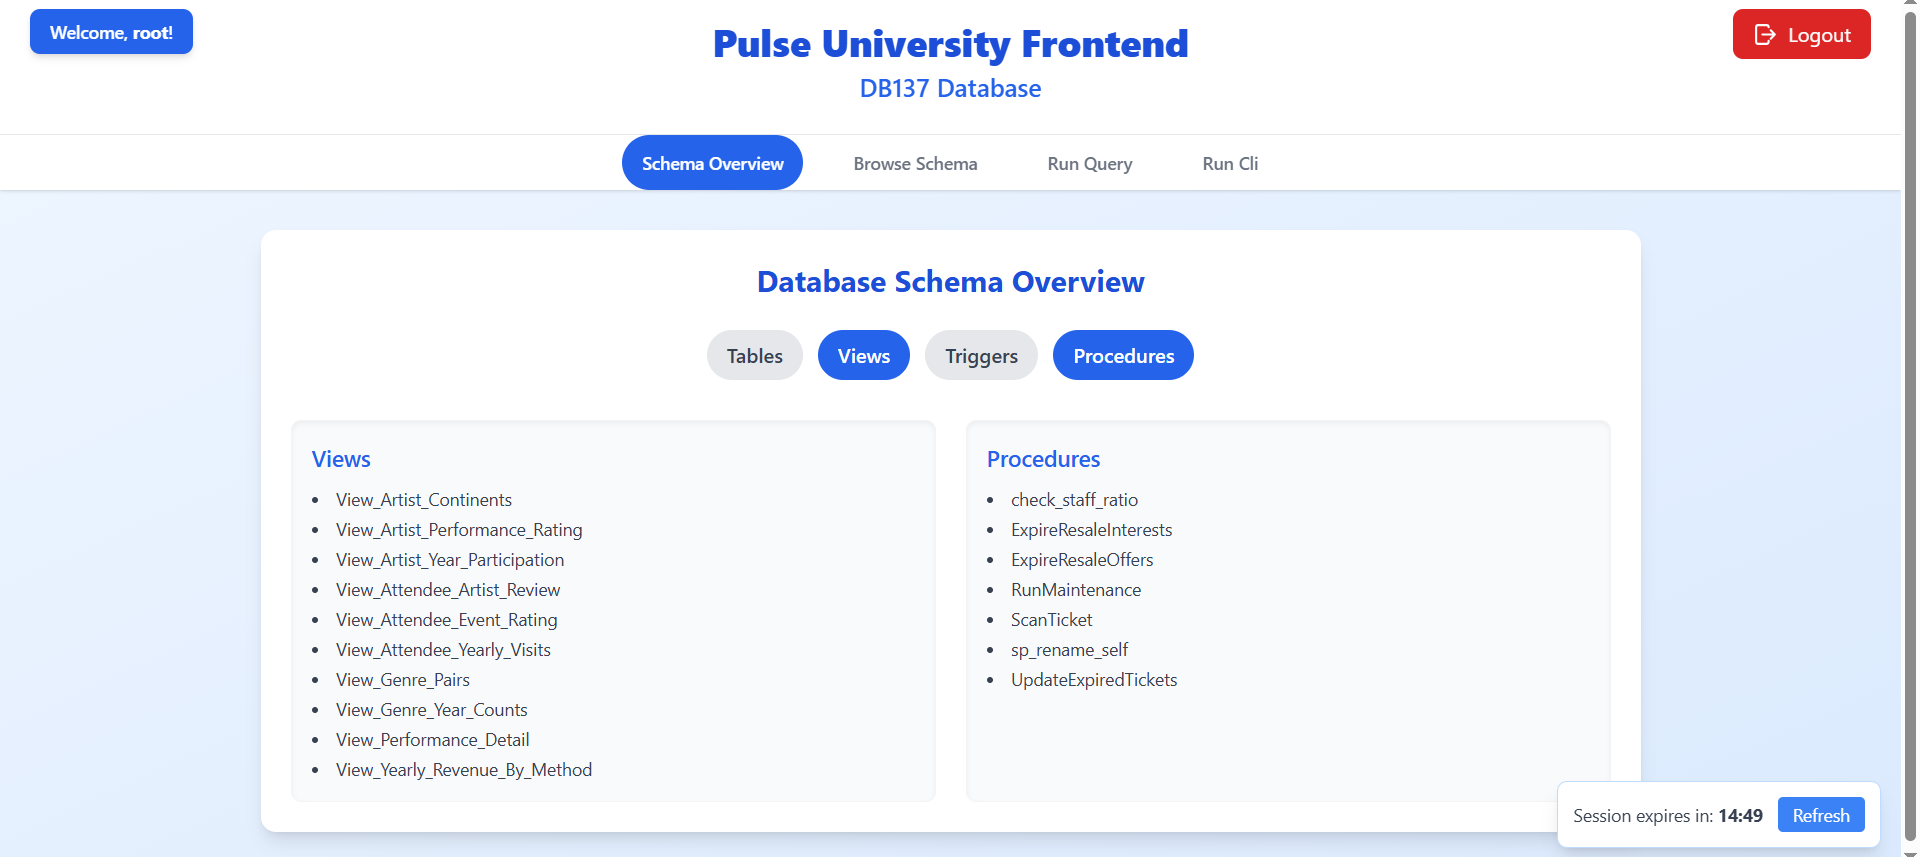 Welcome, root!
Pulse University Frontend
DB137 Database
Logout
Schema Overview
Browse Schema
Run Query
Run Cli
Database Schema Overview
Tables
Views
Triggers
Procedures
Views
View_Artist_Continents
View_Artist_Performance_Rating
View_Artist_Year_Participation
View_Attendee_Artist_Review
View_Attendee_Event_Rating
View_Attendee_Yearly_Visits
View_Genre_Pairs
View_Genre_Year_Counts
View_Performance_Detail
View_Yearly_Revenue_By_Method
Procedures
check_staff_ratio
ExpireResaleInterests
ExpireResaleOffers
RunMaintenance
ScanTicket
sp_rename_self
UpdateExpiredTickets
Session expires in: 14:49
Refresh